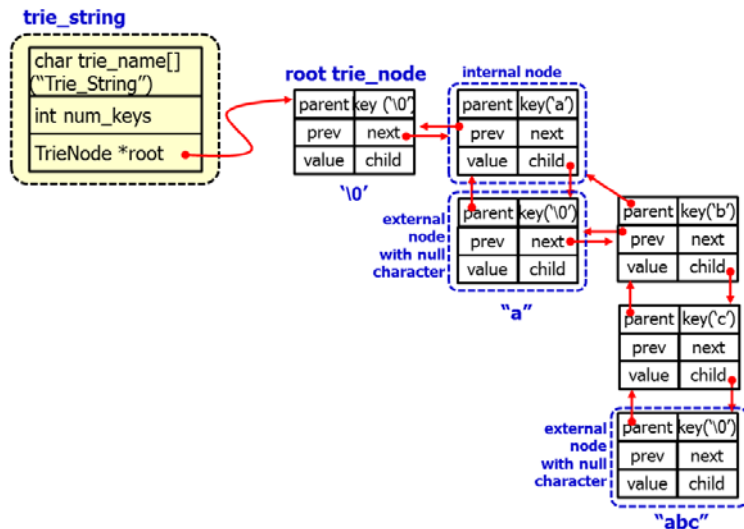 trie_string
char trie_name[]
("Trie_String")
int num_keys
TrieNode *root
root trie_node
parent key ('\0')
prev next
value child
'\0'
internal node
parent key('a')
prev next
value child
external
node
with null
character
parent key('\0')
prev next
value child
"a"
parent key('b')
prev next
value child
parent key('c')
prev next
value child
external
node
with null
character
parent key('\0')
prev next
value child
"abc"